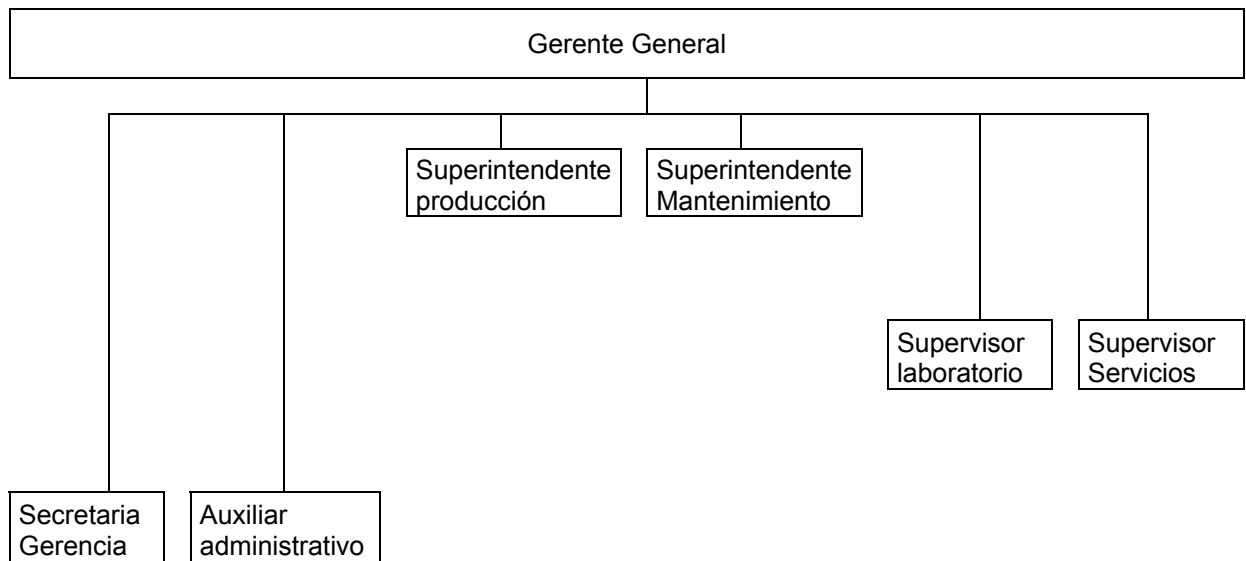 Gerente General
Superintendente
producción
Superintendente
Mantenimiento
Supervisor
laboratorio
Supervisor
Servicios
Secretaria
Gerencia
Auxiliar
administrativo